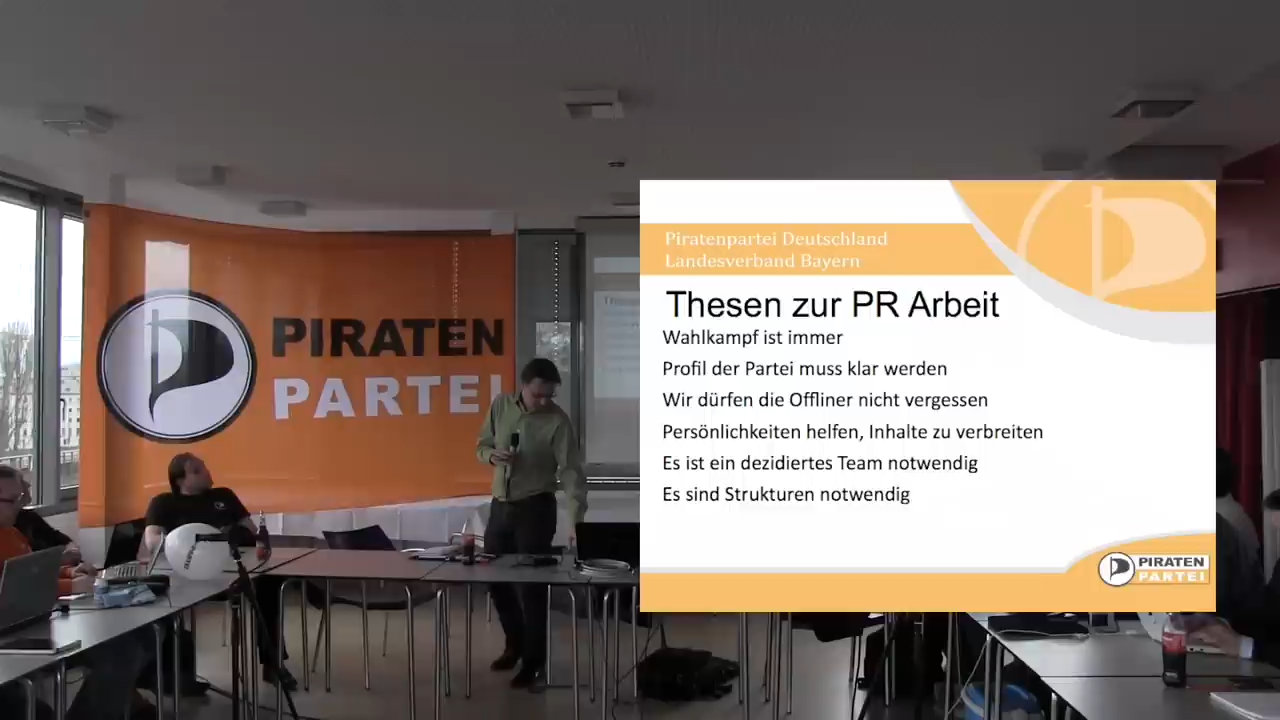 PIRATEN
PARTEI
Piratenpartei Deutschland
Landesverband Bayern
Thesen zur PR Arbeit
Wahlkampf ist immer
Profil der Partei muss klar werden
Wir dürfen die Offliner nicht vergessen
Persönlichkeiten helfen, Inhalte zu verbreiten
Es ist ein dezidiertes Team notwendig
Es sind Strukturen notwendig
PIRATEN
PARTEI